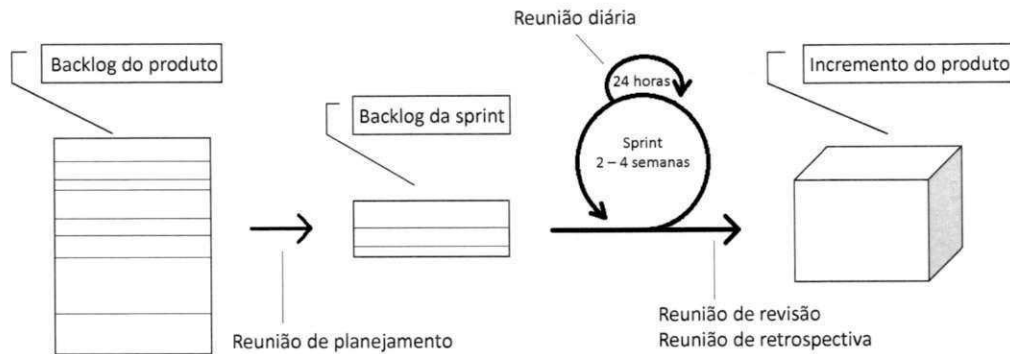 Reunião diária
Backlog do produto
24 horas
Incremento do produto
Backlog da sprint
Sprint
2 – 4 semanas
Reunião de planejamento
Reunião de revisão
Reunião de retrospectiva